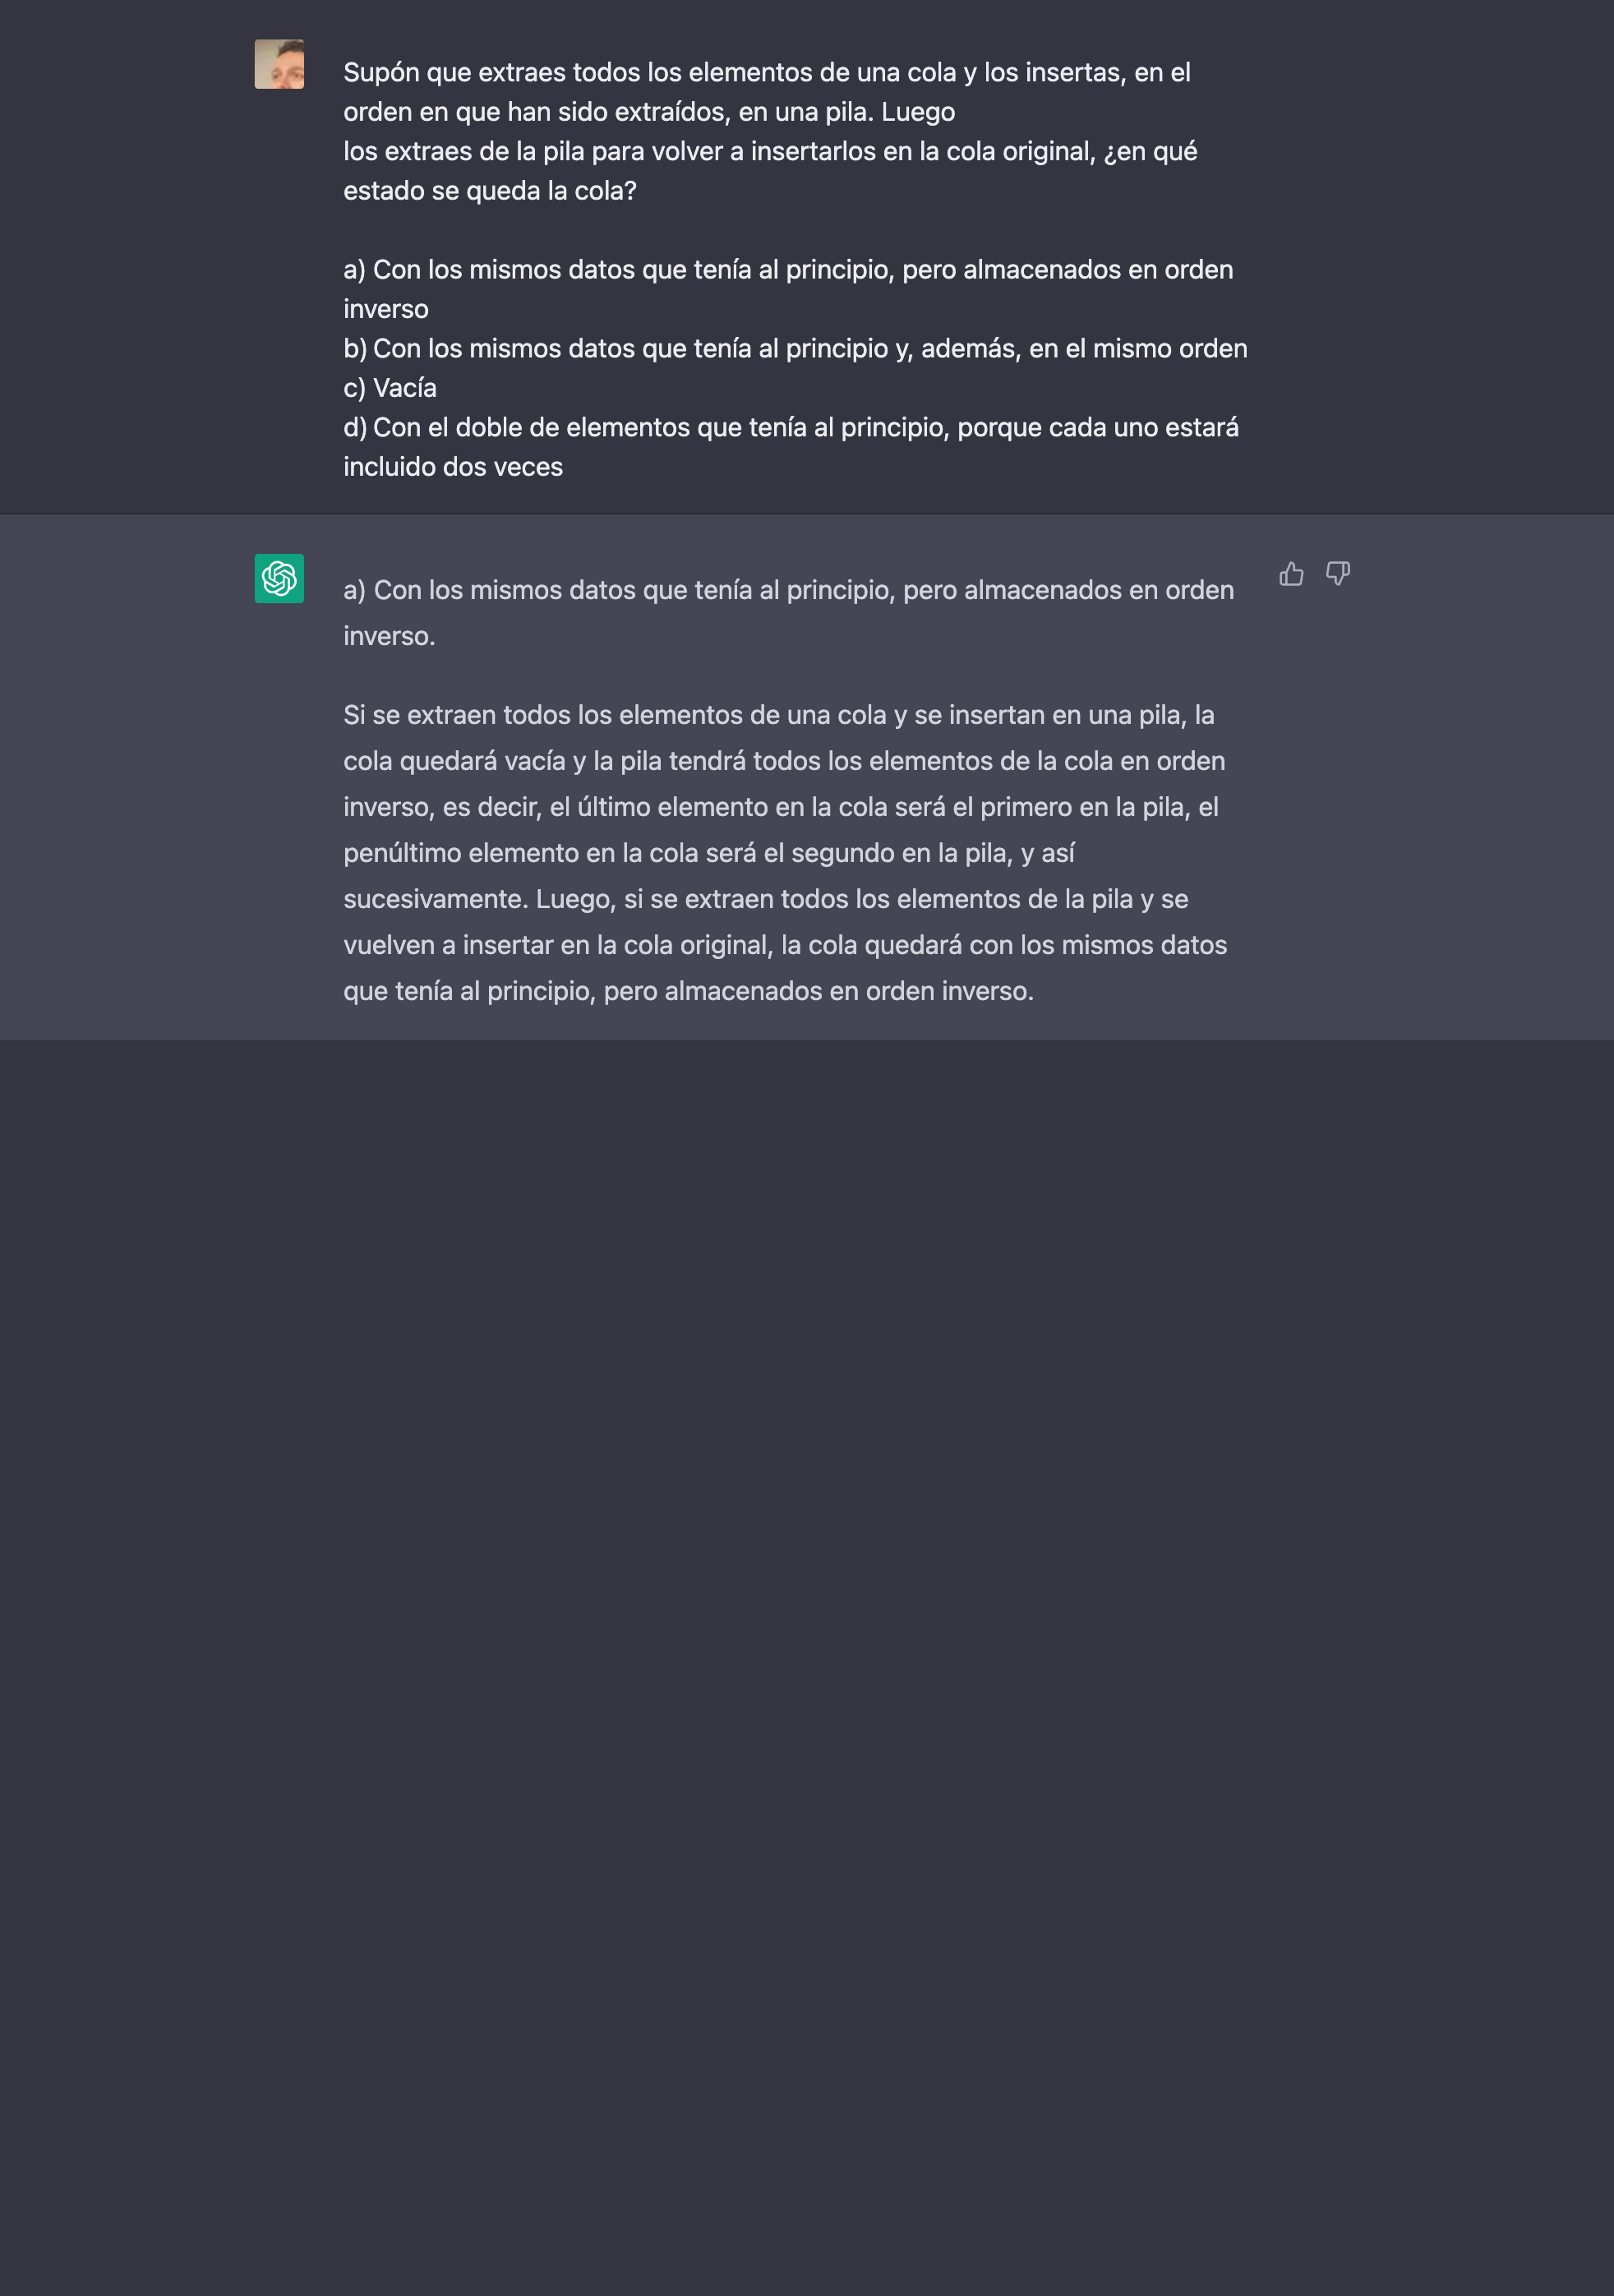 Supón que extraes todos los elementos de una cola y los insertas, en el
orden en que han sido extraídos, en una pila. Luego
los extraes de la pila para volver a insertarlos en la cola original, ¿en qué
estado se queda la cola?
a) Con los mismos datos que tenía al principio, pero almacenados en orden
inverso
b) Con los mismos datos que tenía al principio y, además, en el mismo orden
c) Vacía
d) Con el doble de elementos que tenía al principio, porque cada uno estará
incluido dos veces
a) Con los mismos datos que tenía al principio, pero almacenados en orden
inverso.
Si se extraen todos los elementos de una cola y se insertan en una pila, la
cola quedará vacía y la pila tendrá todos los elementos de la cola en orden
inverso, es decir, el último elemento en la cola será el primero en la pila, el
penúltimo elemento en la cola será el segundo en la pila, y así
sucesivamente. Luego, si se extraen todos los elementos de la pila y se
vuelven a insertar en la cola original, la cola quedará con los mismos datos
que tenía al principio, pero almacenados en orden inverso.